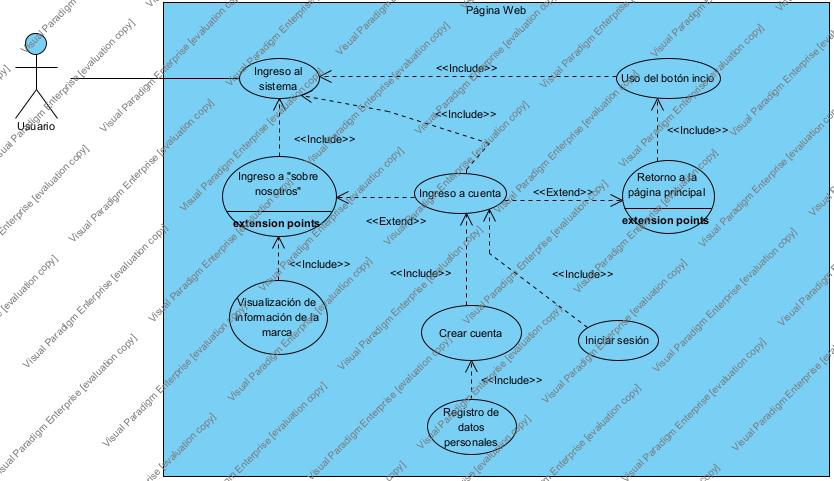 Página Web
Usuario
Ingreso al
sistema
<<Include>>
Uso del botón incio
<<Include>>
<<Include>>
<<Include>>
Ingreso a "sobre
nosotros"
extension points
<<Extend>>
Ingreso a cuenta
<<Extend>>
Retorno a la
página principal
extension points
<<Include>>
<<Include>>
<<Include>>
Visualización de
información de la
marca
Crear cuenta
Iniciar sesión
<<Include>>
Registro de
datos
personales
Visual Paradigm Enterprise [evaluation copy]